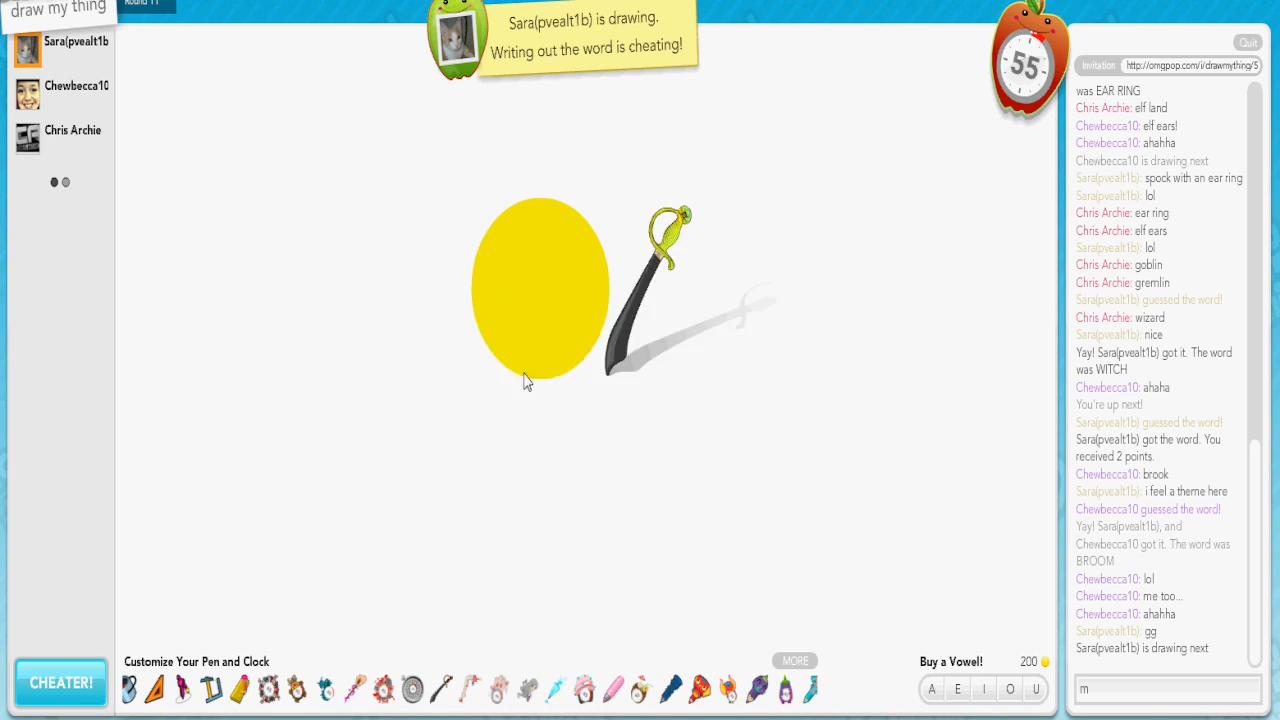 draw my thing
Round 11
Sara(pvealt1b) is drawing.
Writing out the word is cheating!
55
Sara(pvealt1b
Chewbecca10
Chris Archie
Quit
Invitation http://omgpop.com/i/drawmything/5
was EAR RING
Chris Archie: elf land
Chewbecca10: elf ears!
Chewbecca10: ahahha
Chewbecca10 is drawing next
Sara(pvealt1b): spock with an ear ring
Sara(pvealt1b): lol
Chris Archie: ear ring
Chris Archie: elf ears
Sara(pvealt1b): lol
Chris Archie: goblin
Chris Archie: gremlin
Sara(pvealt1b) guessed the word!
Chris Archie: wizard
Sara(pvealt1b): nice
Yay! Sara(pvealt1b) got it. The word
was WITCH
Chewbecca10: ahaha
You're up next!
Sara(pvealt1b) guessed the word!
Sara(pvealt1b) got the word. You
received 2 points.
Chewbecca10: brook
Sara(pvealt1b): i feel a theme here
Chewbecca10 guessed the word!
Yay! Sara(pvealt1b), and
Chewbecca10 got it. The word was
BROOM
Chewbecca10: lol
Chewbecca10: me too...
Chewbecca10: ahahha
Sara(pvealt1b): gg
Sara(pvealt1b) is drawing next
m
Customize Your Pen and Clock
MORE
Buy a Vowel! 200
A E I O U
CHEATER!